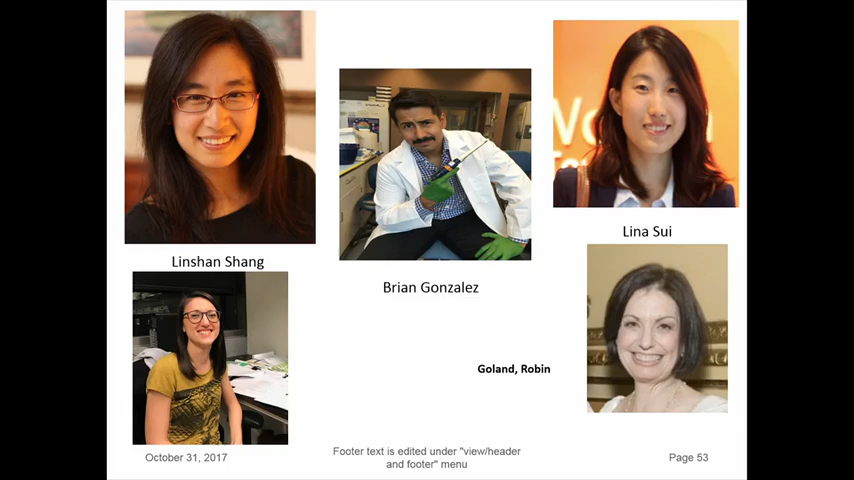 Linshan Shang
Brian Gonzalez
Lina Sui
Goland, Robin
October 31, 2017
Footer text is edited under "view/header
and footer" menu
Page 53